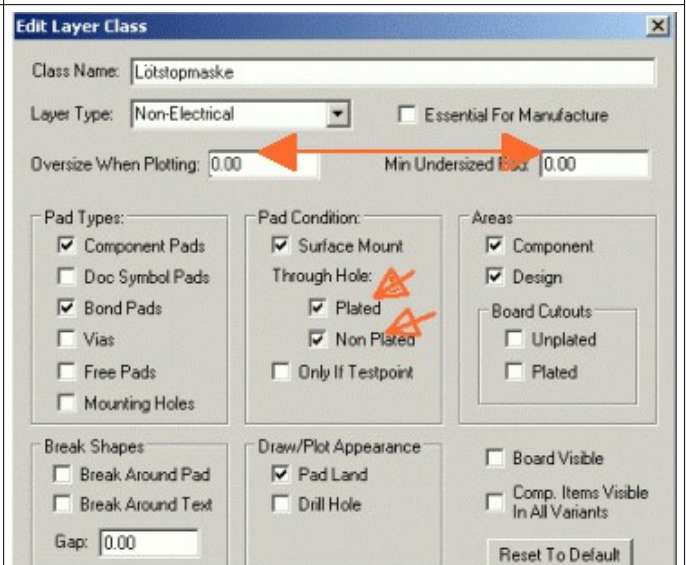 Edit Layer Class
Class Name: Lötstopmaske
Layer Type: Non-Electrical
Essential For Manufacture
Oversize When Plotting: 0.00
Min Undersized 0.00
Pad Types:
Component Pads
Doc Symbol Pads
Bond Pads
Vias
Free Pads
Mounting Holes
Pad Condition:
Surface Mount
Through Hole:
Plated
Non Plated
Only If Testpoint
Areas
Component
Design
Board Cutouts
Unplated
Plated
Break Shapes
Break Around Pad
Break Around Text
Gap: 0.00
Draw/Plot Appearance
Pad Land
Drill Hole
Board Visible
Comp. Items Visible
In All Variants
Reset To Default